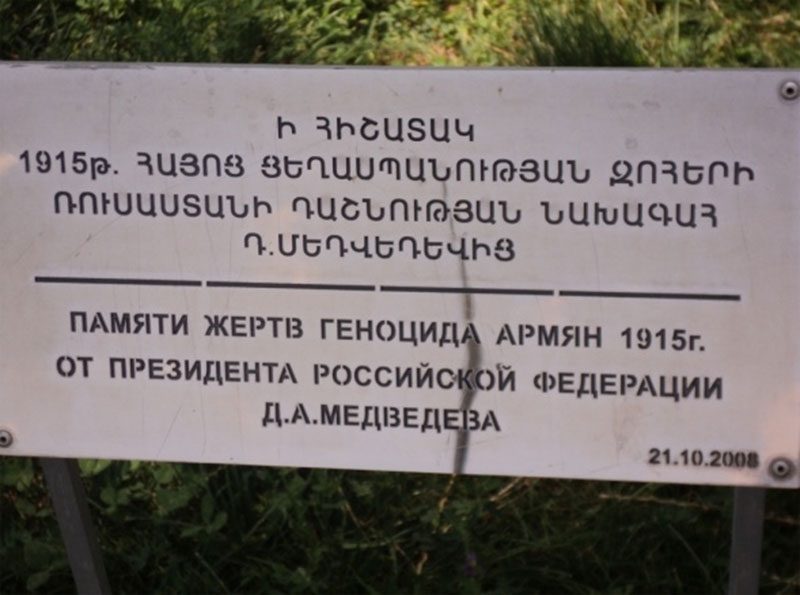 Ի ՀԻՇԱՏԱԿ
1915թ. ՀԱՅՈՑ ՑԵՂԱՍՊԱՆՈՒԹՅԱՆ ԶՈՀԵՐԻ
ՌՈՒՍԱՍՏԱՆԻ ԴԱՇՆՈՒԹՅԱՆ ՆԱԽԱԳԱՀ
Դ.ՄԵԴՎԵԴԵՎԻՑ
ПАМЯТИ ЖЕРТВ ГЕНОЦИДА АРМЯН 1915г.
ОТ ПРЕЗИДЕНТА РОССИЙСКОЙ ФЕДЕРАЦИИ
Д.А.МЕДВЕДЕВА
21.10.2008